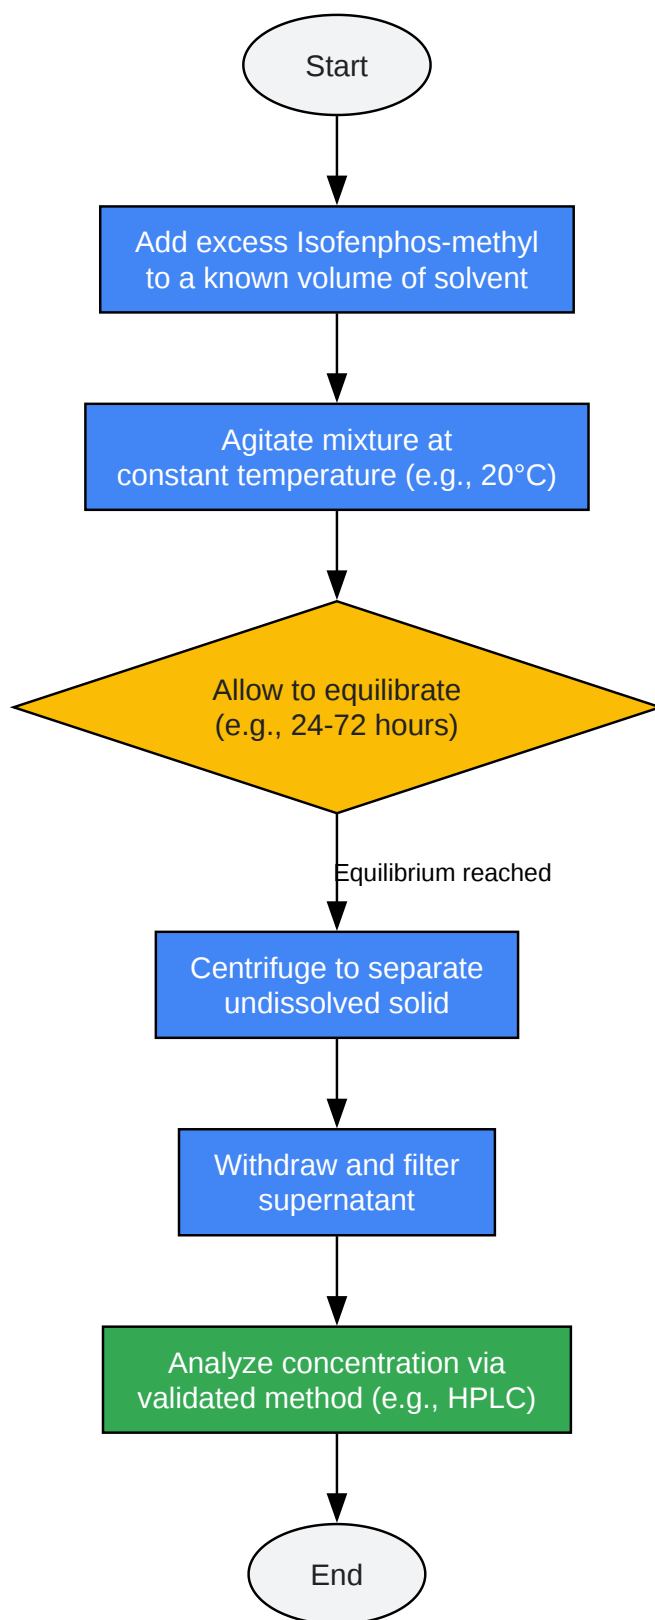 Start
Add excess Isofenphos-methyl
to a known volume of solvent
Agitate mixture at
constant temperature (e.g., 20°C)
Allow to equilibrate
(e.g., 24-72 hours)
Equilibrium reached
Centrifuge to separate
undissolved solid
Withdraw and filter
supernatant
Analyze concentration via
validated method (e.g., HPLC)
End